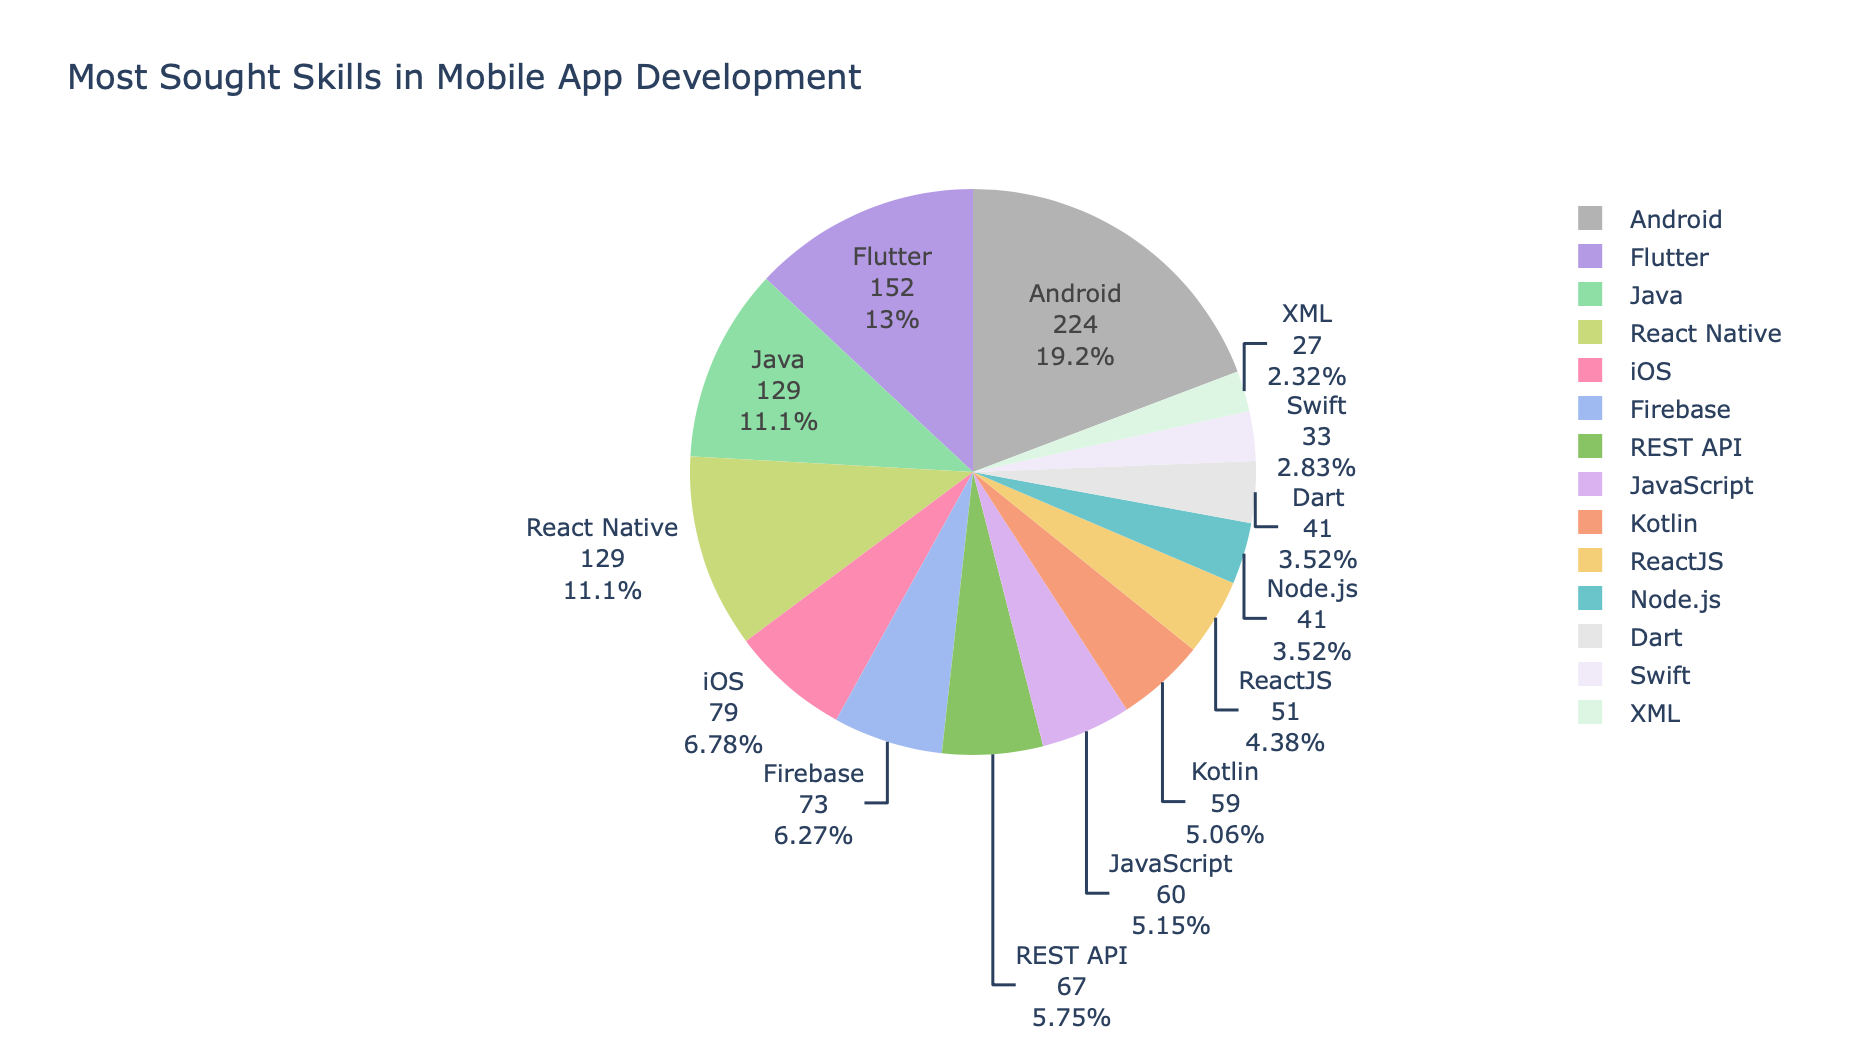 Most Sought Skills in Mobile App Development
Flutter
152
13%
Android
224
19.2%
Java
129
11.1%
React Native
129
11.1%
iOS
79
6.78%
Firebase
73
6.27%
REST API
67
5.75%
JavaScript
60
5.15%
Kotlin
59
5.06%
ReactJS
51
4.38%
Node.js
41
3.52%
Dart
41
3.52%
Swift
33
2.83%
XML
27
2.32%
Android
Flutter
Java
React Native
iOS
Firebase
REST API
JavaScript
Kotlin
ReactJS
Node.js
Dart
Swift
XML